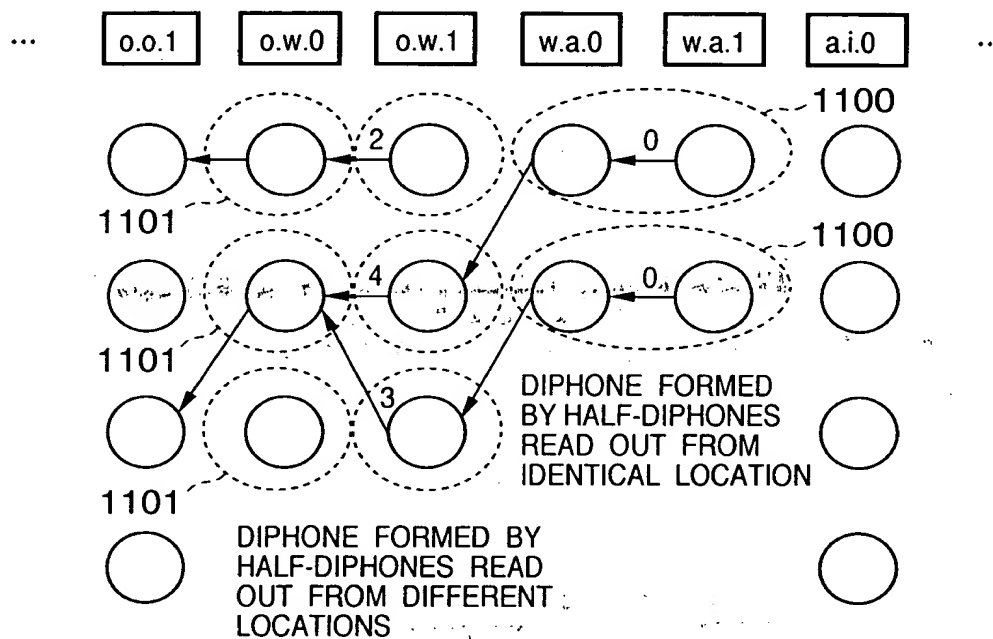 ... o.o.1 o.w.0 o.w.1 w.a.0 w.a.1 a.i.0 ..
2 0 1100
1101
4 0 1100
1101
3
1101
DIPHONE FORMED
BY HALF-DIPHONES
READ OUT FROM
IDENTICAL LOCATION
DIPHONE FORMED BY
HALF-DIPHONES READ
OUT FROM DIFFERENT
LOCATIONS